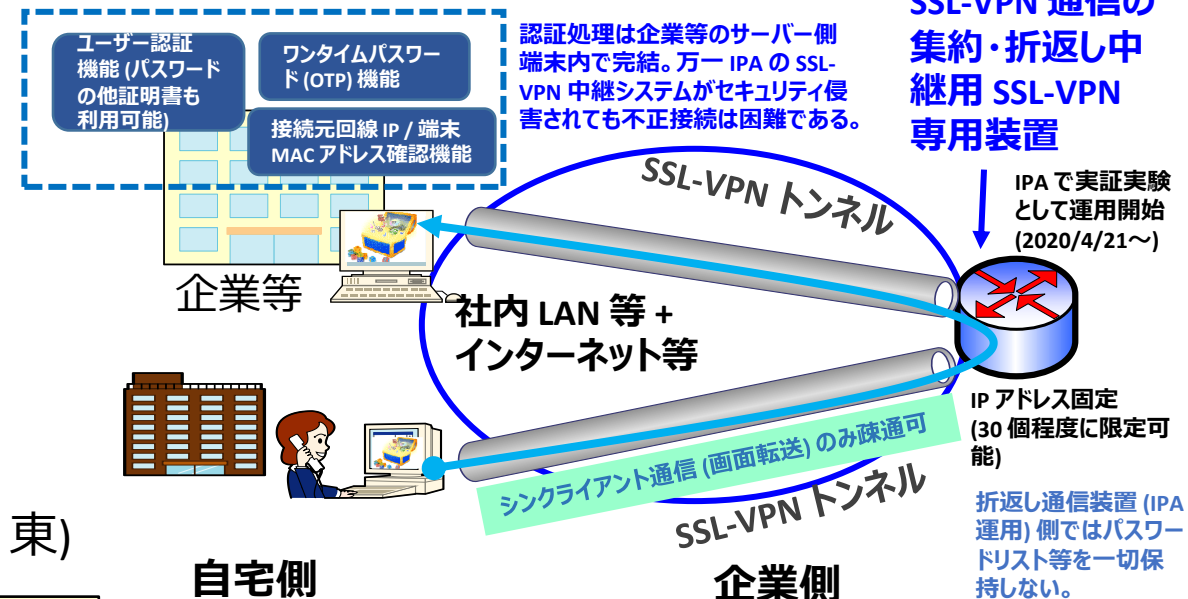 SSL-VPN 通信の
集約・折返し中
継用 SSL-VPN
専用装置
ユーザー認証
機能 (パスワード
の他証明書も
利用可能)
ワンタイムパスワー
ド (OTP) 機能
接続元回線 IP / 端末
MAC アドレス確認機能
認証処理は企業等のサーバー側
端末内で完結。万一 IPA の SSL-
VPN 中継システムがセキュリティ侵
害されても不正接続は困難である。
IPA で実証実験
として運用開始
(2020/4/21~)
SSL-VPN トンネル
企業等
社内 LAN 等 +
インターネット等
IP アドレス固定
(30 個程度に限定可
能)
シンクライアント通信 (画面転送) のみ疎通可
SSL-VPN トンネル
折返し通信装置 (IPA
運用) 側ではパスワー
ドリスト等を一切保
持しない。
東)
自宅側
企業側